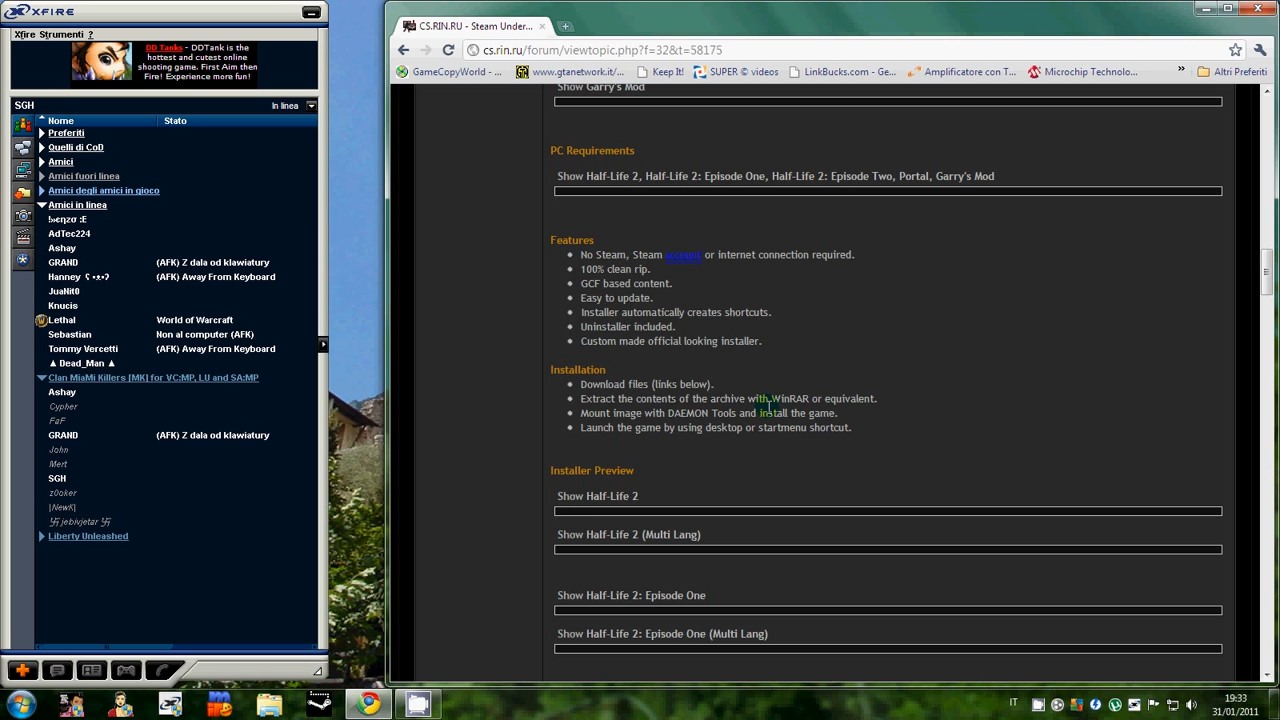 XFIRE
Xfire Strumenti ?
DD Tanks - DDTank is the
hottest and cutest online
shooting game. First Aim then
Fire! Experience more fun!
SGH
In linea
Nome
Stato
Preferiti
Quelli di CoD
Amici
Amici fuori linea
Amici degli amici in gioco
Amici in linea
AdTec224
Ashay
GRAND (AFK) Z dala od klawiatury
Hanney ʕ •ᴥ•ʔ (AFK) Away From Keyboard
JuaNit0
Knucis
Lethal World of Warcraft
Sebastian Non al computer (AFK)
Tommy Vercetti (AFK) Away From Keyboard
▲ Dead_Man ▲
Clan MiaMi Killers [MK] for VC:MP, LU and SA:MP
Ashay
Cypher
FaF
GRAND (AFK) Z dala od klawiatury
John
Mert
SGH
z0oker
|NewK|
卐 jebivjetar 卐
Liberty Unleashed
CS.RIN.RU - Steam Under...
cs.rin.ru/forum/viewtopic.php?f=32&t=58175
GameCopyWorld - ...
www.gtanetwork.it/...
Keep It!
SUPER © videos
LinkBucks.com - Ge...
Amplificatore con T...
Microchip Technolo...
»
Altri Preferiti
Show Garry's Mod
PC Requirements
Show Half-Life 2, Half-Life 2: Episode One, Half-Life 2: Episode Two, Portal, Garry's Mod
Features
No Steam, Steam account or internet connection required.
100% clean rip.
GCF based content.
Easy to update.
Installer automatically creates shortcuts.
Uninstaller included.
Custom made official looking installer.
Installation
Download files (links below).
Extract the contents of the archive with WinRAR or equivalent.
Mount image with DAEMON Tools and install the game.
Launch the game by using desktop or startmenu shortcut.
Installer Preview
Show Half-Life 2
Show Half-Life 2 (Multi Lang)
Show Half-Life 2: Episode One
Show Half-Life 2: Episode One (Multi Lang)
IT
19:33
31/01/2011